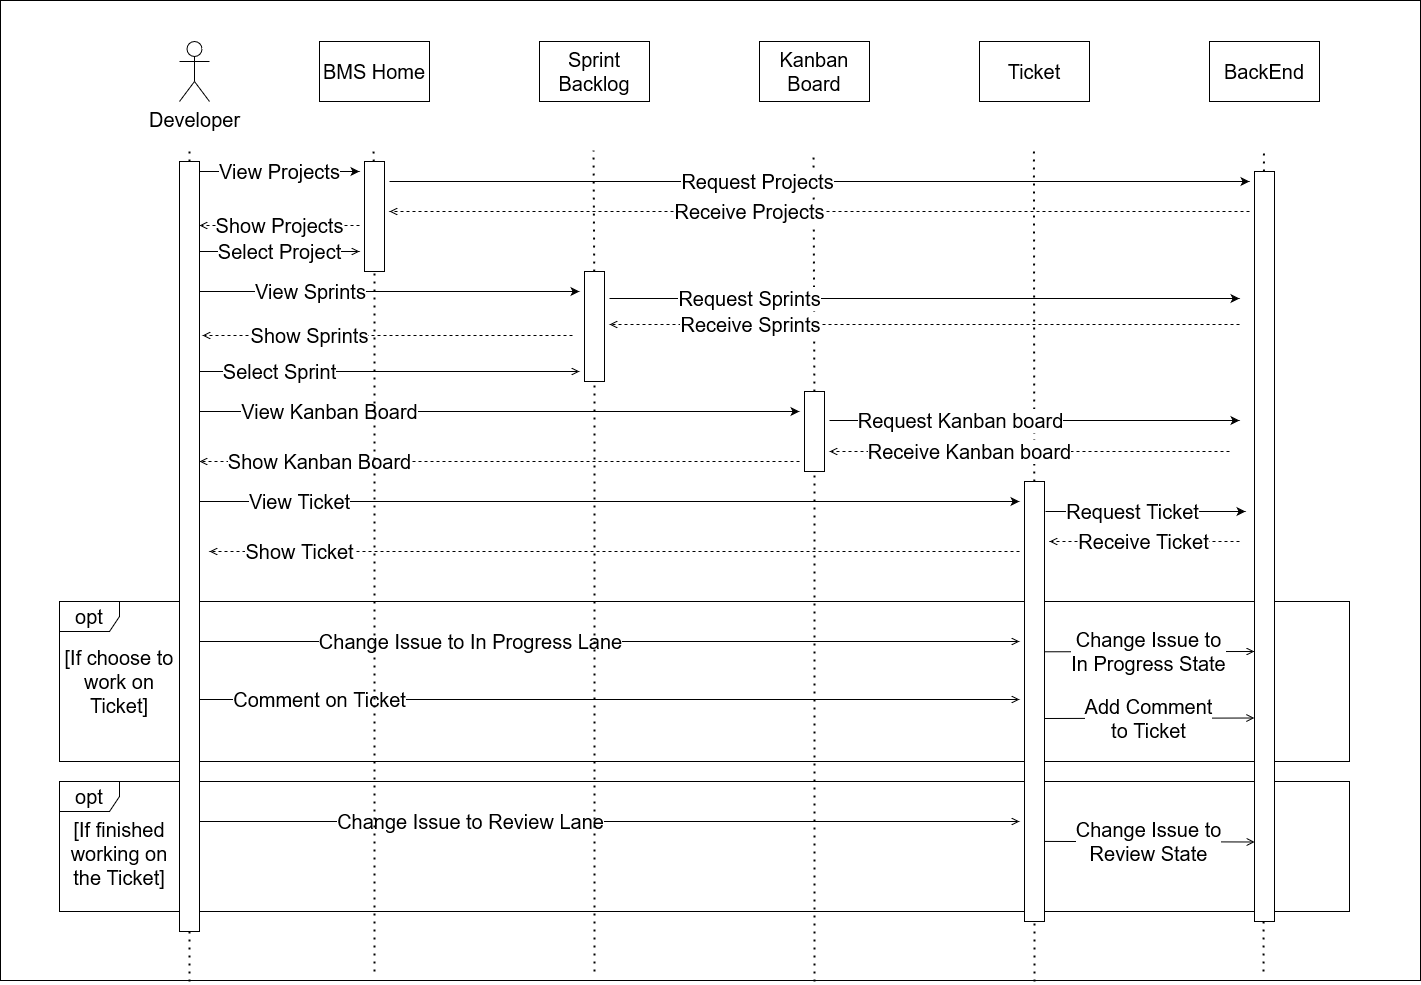 Developer
BMS Home
Sprint
Backlog
Kanban
Board
Ticket
BackEnd
View Projects
Request Projects
Receive Projects
Show Projects
Select Project
View Sprints
Request Sprints
Receive Sprints
Show Sprints
Select Sprint
View Kanban Board
Request Kanban board
Receive Kanban board
Show Kanban Board
View Ticket
Request Ticket
Receive Ticket
Show Ticket
opt
[If choose to
work on
Ticket]
Change Issue to In Progress Lane
Change Issue to
In Progress State
Comment on Ticket
Add Comment
to Ticket
opt
[If finished
working on
the Ticket]
Change Issue to Review Lane
Change Issue to
Review State